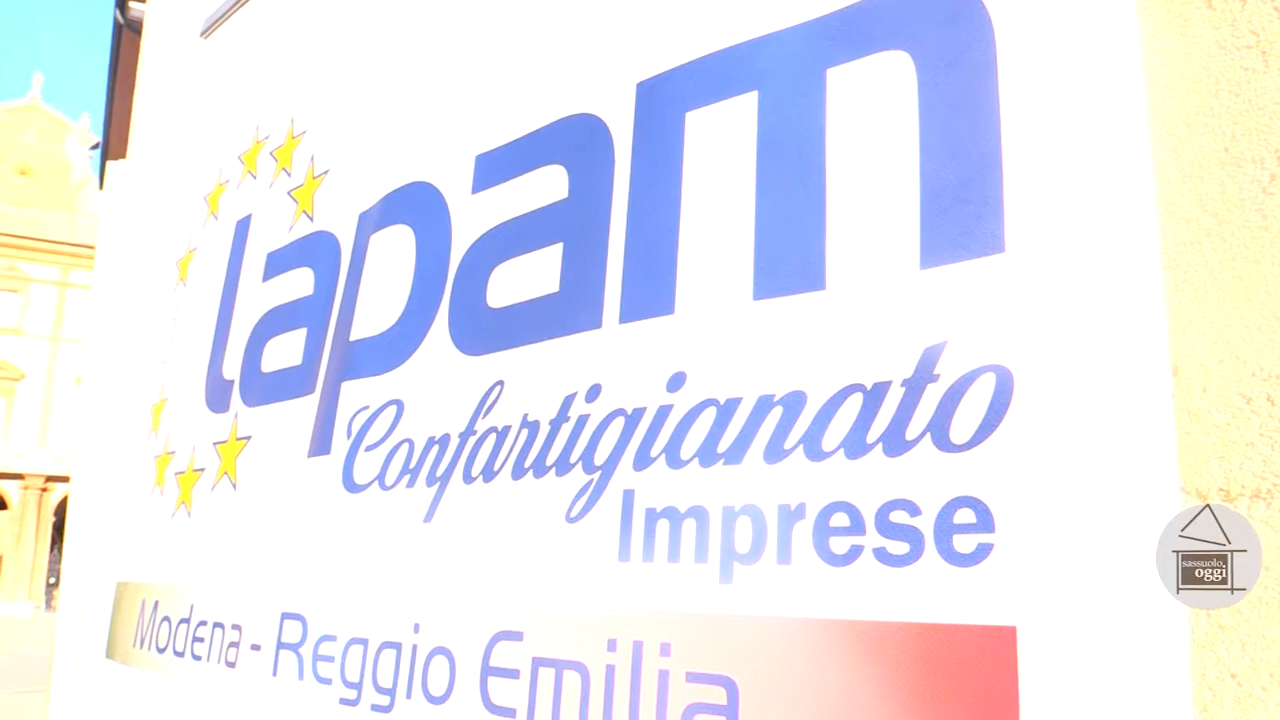 lapam
Confartigianato
Imprese
Modena - Reggio Emilia
sassuolo
oggi